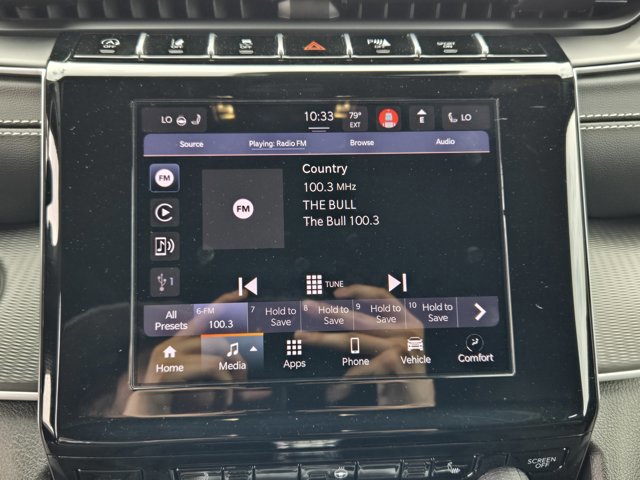 LO 10:33 79° EXT E LO
Source Playing: Radio FM Browse Audio
FM
Country
100.3 MHz
THE BULL
The Bull 100.3
FM
1
TUNE
All Presets
6-FM 100.3
7 Hold to Save
8 Hold to Save
9 Hold to Save
10 Hold to Save
Home Media Apps Phone Vehicle Comfort
SCREEN OFF